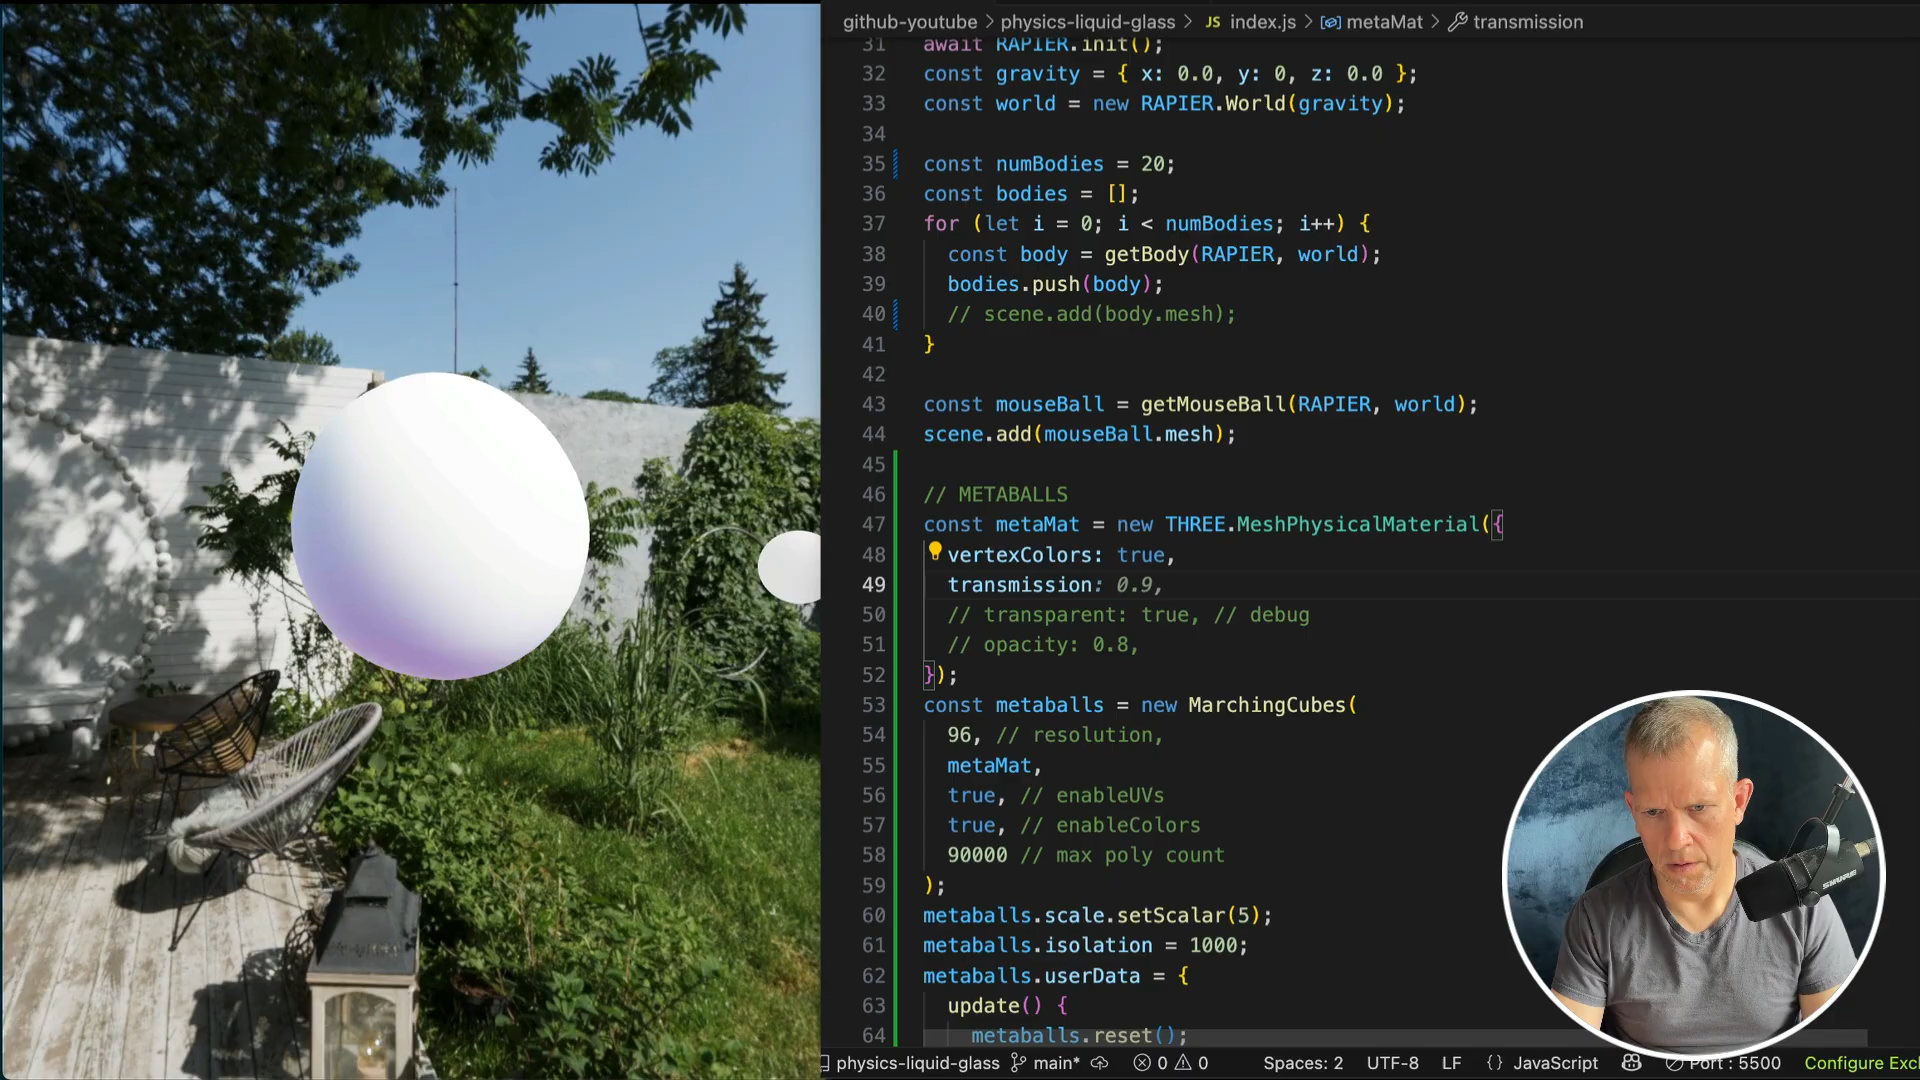 github-youtube > physics-liquid-glass > JS index.js > metaMat > transmission
31 await RAPIER.init();
32 const gravity = { x: 0.0, y: 0, z: 0.0 };
33 const world = new RAPIER.World(gravity);
34
35 const numBodies = 20;
36 const bodies = [];
37 for (let i = 0; i < numBodies; i++) {
38 const body = getBody(RAPIER, world);
39 bodies.push(body);
40 // scene.add(body.mesh);
41 }
42
43 const mouseBall = getMouseBall(RAPIER, world);
44 scene.add(mouseBall.mesh);
45
46 // METABALLS
47 const metaMat = new THREE.MeshPhysicalMaterial({
48 vertexColors: true,
49 transmission: 0.9,
50 // transparent: true, // debug
51 // opacity: 0.8,
52 });
53 const metaballs = new MarchingCubes(
54 96, // resolution,
55 metaMat,
56 true, // enableUVs
57 true, // enableColors
58 90000 // max poly count
59 );
60 metaballs.scale.setScalar(5);
61 metaballs.isolation = 1000;
62 metaballs.userData = {
63 update() {
64 metaballs.reset();
SHURE
physics-liquid-glass main* 0 0 Spaces: 2 UTF-8 LF {} JavaScript Port : 5500 Configure Excl